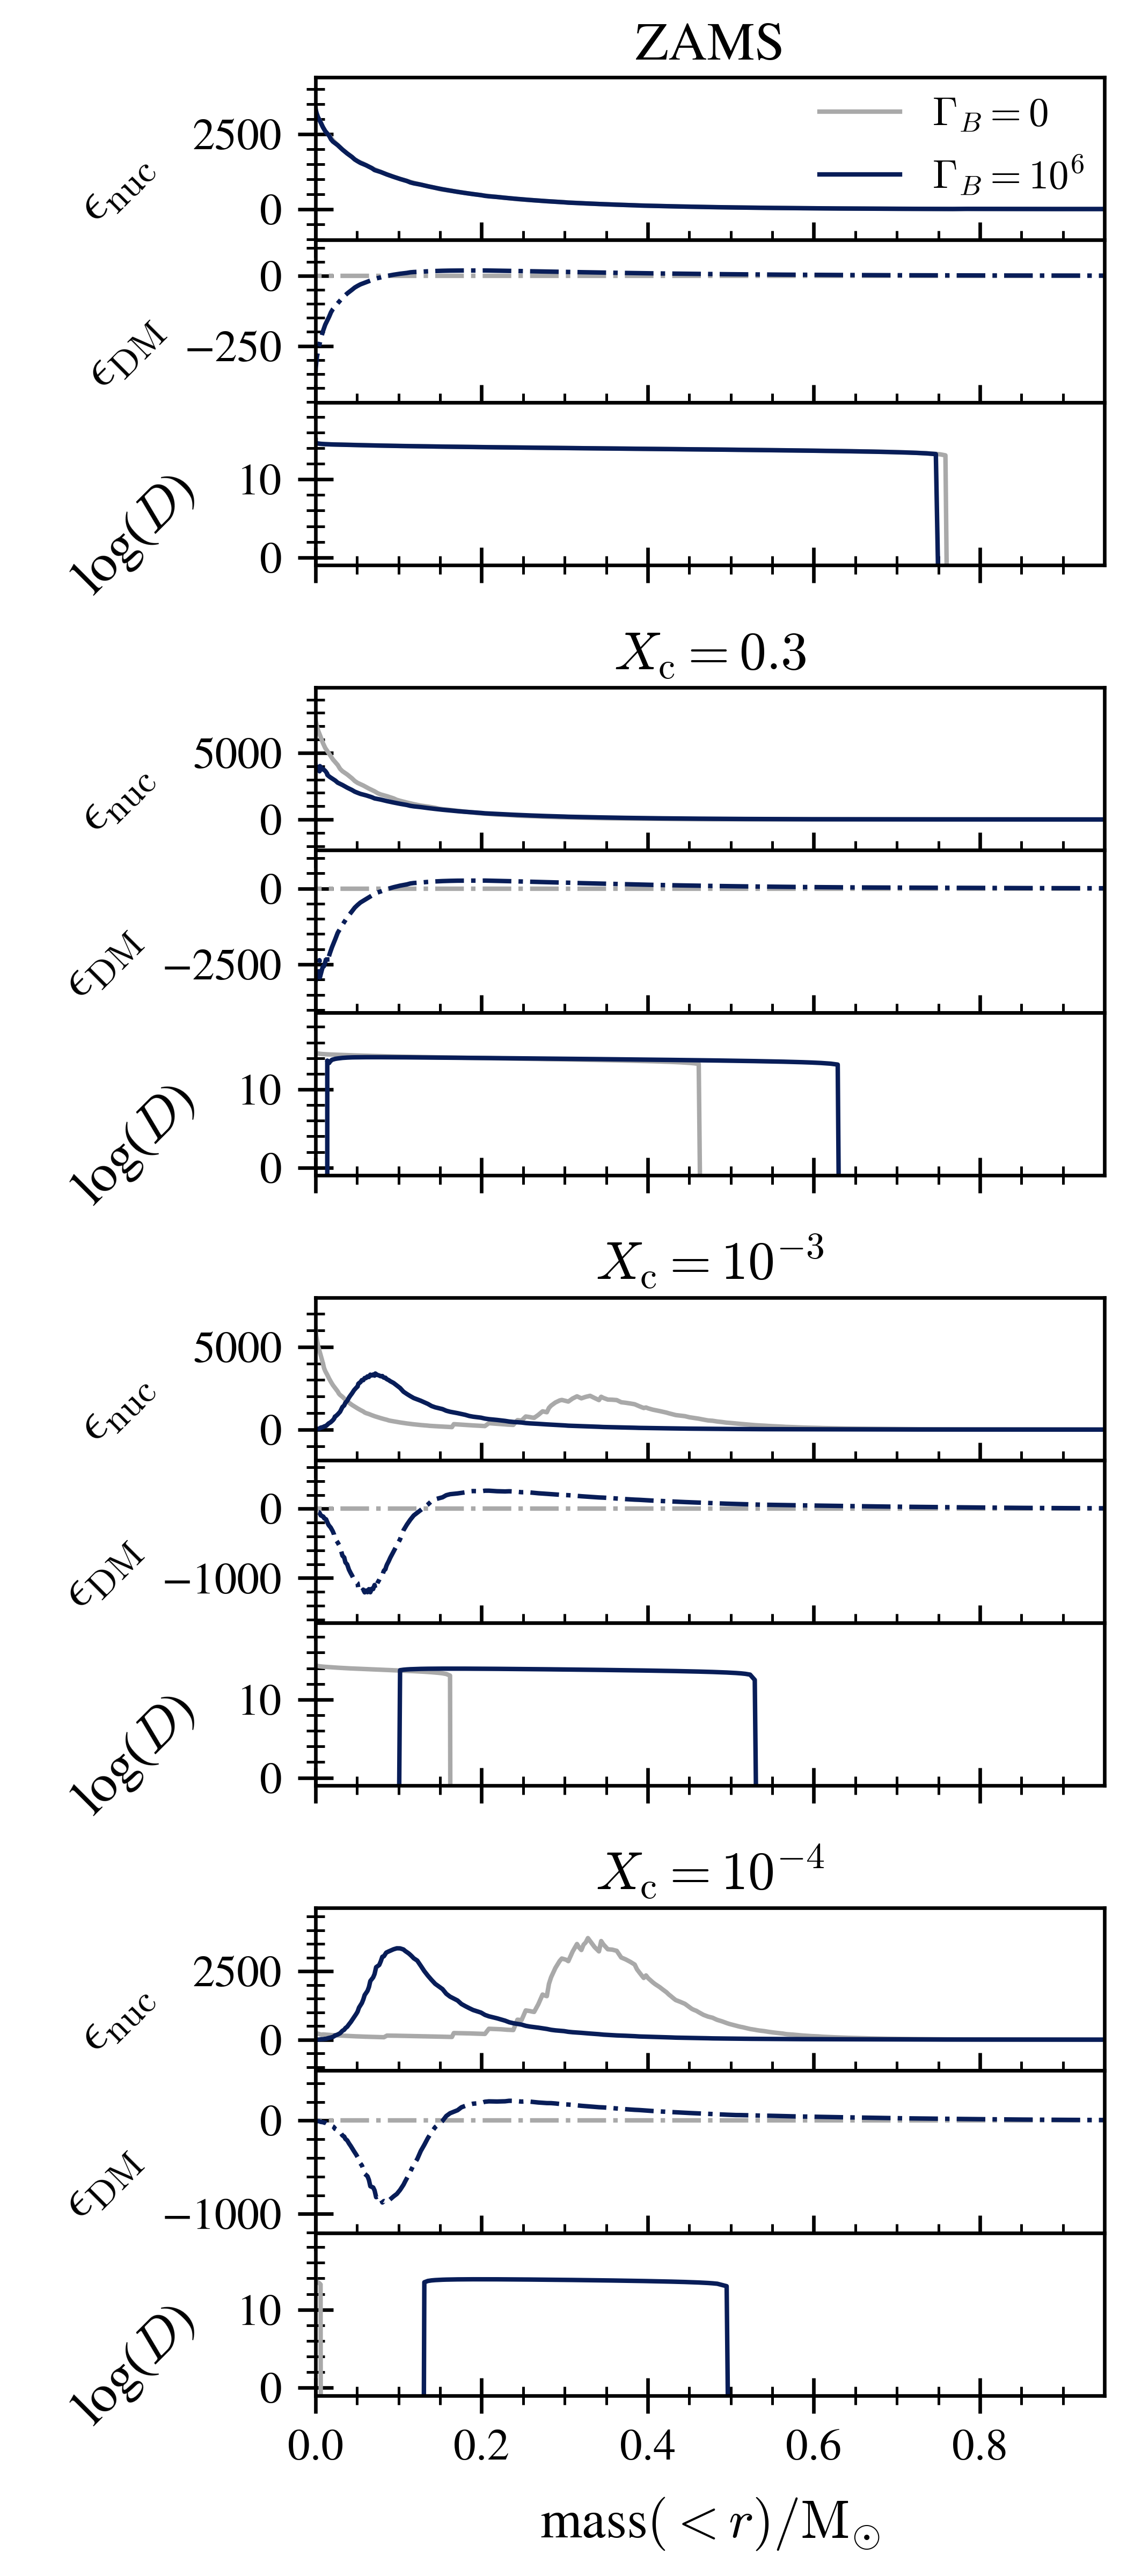 ZAMS
Γ_B = 0
Γ_B = 10^6
2500
0
ϵ_nuc
0
−250
ϵ_DM
10
0
log(D)
X_c = 0.3
5000
0
ϵ_nuc
0
−2500
ϵ_DM
10
0
log(D)
X_c = 10^−3
5000
0
ϵ_nuc
0
−1000
ϵ_DM
10
0
log(D)
X_c = 10^−4
2500
0
ϵ_nuc
0
−1000
ϵ_DM
10
0
log(D)
0.0 0.2 0.4 0.6 0.8
mass(< r)/M_⊙